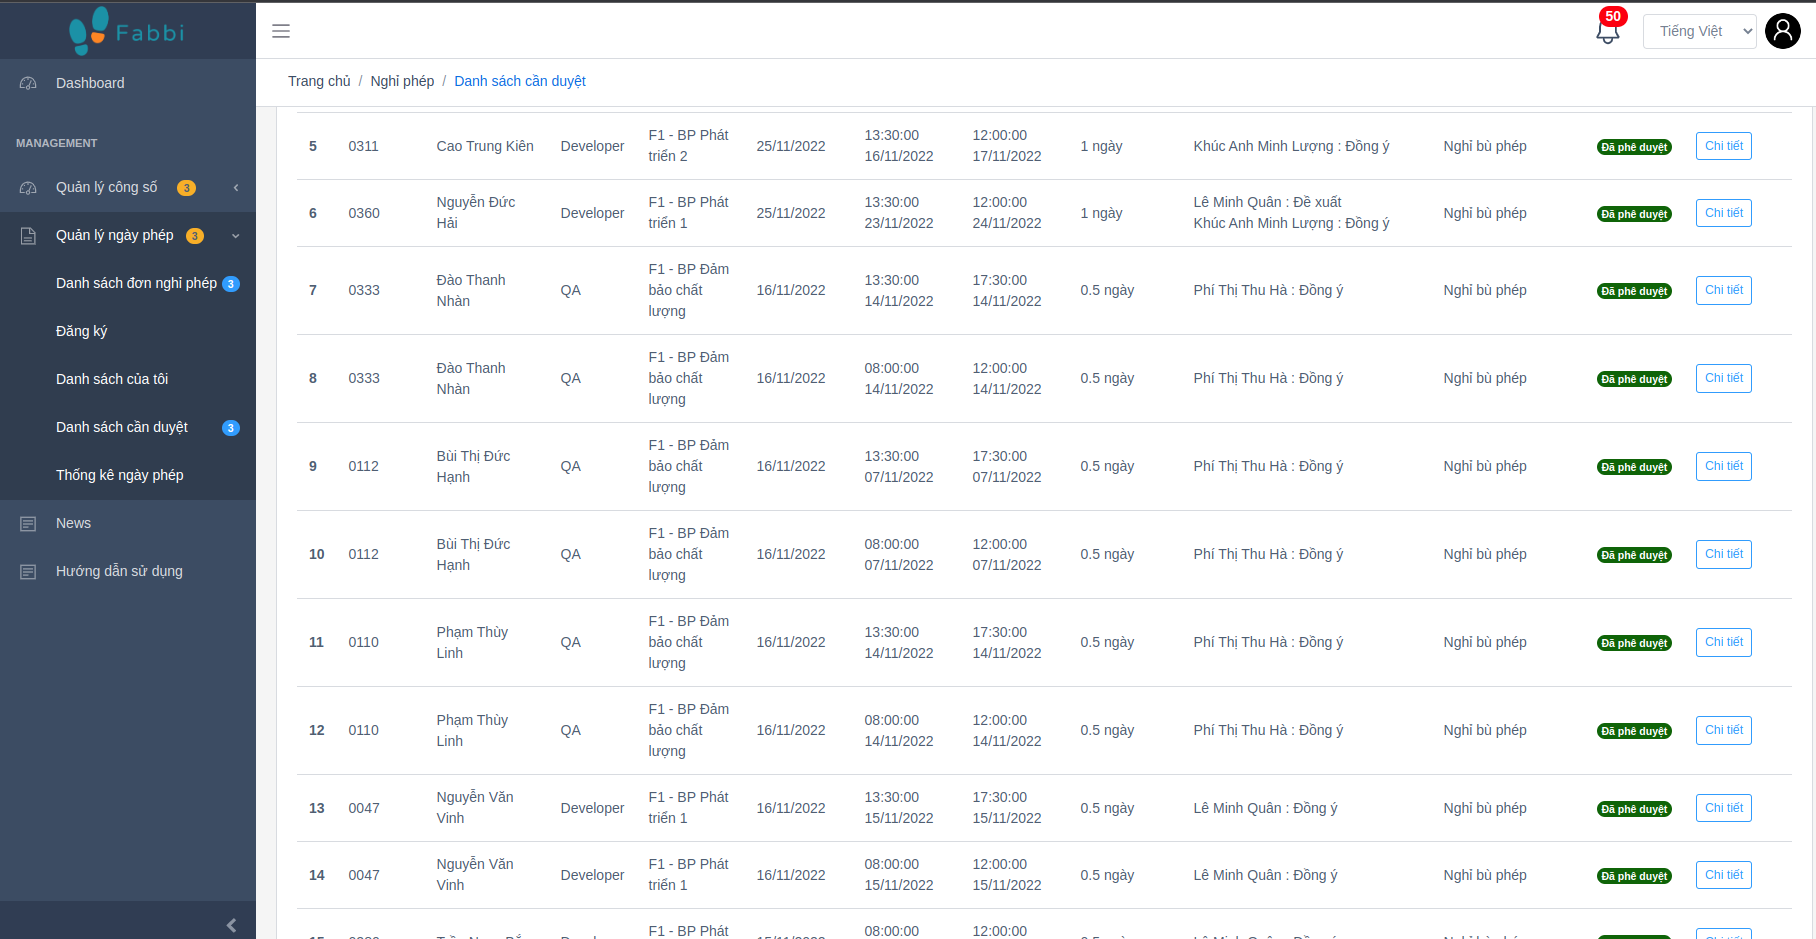 Fabbi
50
Tiếng Việt
Dashboard
MANAGEMENT
Quản lý công số 3
Quản lý ngày phép 3
Danh sách đơn nghỉ phép 3
Đăng ký
Danh sách của tôi
Danh sách cần duyệt 3
Thống kê ngày phép
News
Hướng dẫn sử dụng
Trang chủ / Nghỉ phép / Danh sách cần duyệt
5 0311 Cao Trung Kiên Developer F1 - BP Phát triển 2 25/11/2022 13:30:00 16/11/2022 12:00:00 17/11/2022 1 ngày Khúc Anh Minh Lượng : Đồng ý Nghỉ bù phép Đã phê duyệt Chi tiết
6 0360 Nguyễn Đức Hải Developer F1 - BP Phát triển 1 25/11/2022 13:30:00 23/11/2022 12:00:00 24/11/2022 1 ngày Lê Minh Quân : Đề xuất Khúc Anh Minh Lượng : Đồng ý Nghỉ bù phép Đã phê duyệt Chi tiết
7 0333 Đào Thanh Nhàn QA F1 - BP Đảm bảo chất lượng 16/11/2022 13:30:00 14/11/2022 17:30:00 14/11/2022 0.5 ngày Phí Thị Thu Hà : Đồng ý Nghỉ bù phép Đã phê duyệt Chi tiết
8 0333 Đào Thanh Nhàn QA F1 - BP Đảm bảo chất lượng 16/11/2022 08:00:00 14/11/2022 12:00:00 14/11/2022 0.5 ngày Phí Thị Thu Hà : Đồng ý Nghỉ bù phép Đã phê duyệt Chi tiết
9 0112 Bùi Thị Đức Hạnh QA F1 - BP Đảm bảo chất lượng 16/11/2022 13:30:00 07/11/2022 17:30:00 07/11/2022 0.5 ngày Phí Thị Thu Hà : Đồng ý Nghỉ bù phép Đã phê duyệt Chi tiết
10 0112 Bùi Thị Đức Hạnh QA F1 - BP Đảm bảo chất lượng 16/11/2022 08:00:00 07/11/2022 12:00:00 07/11/2022 0.5 ngày Phí Thị Thu Hà : Đồng ý Nghỉ bù phép Đã phê duyệt Chi tiết
11 0110 Phạm Thùy Linh QA F1 - BP Đảm bảo chất lượng 16/11/2022 13:30:00 14/11/2022 17:30:00 14/11/2022 0.5 ngày Phí Thị Thu Hà : Đồng ý Nghỉ bù phép Đã phê duyệt Chi tiết
12 0110 Phạm Thùy Linh QA F1 - BP Đảm bảo chất lượng 16/11/2022 08:00:00 14/11/2022 12:00:00 14/11/2022 0.5 ngày Phí Thị Thu Hà : Đồng ý Nghỉ bù phép Đã phê duyệt Chi tiết
13 0047 Nguyễn Văn Vinh Developer F1 - BP Phát triển 1 16/11/2022 13:30:00 15/11/2022 17:30:00 15/11/2022 0.5 ngày Lê Minh Quân : Đồng ý Nghỉ bù phép Đã phê duyệt Chi tiết
14 0047 Nguyễn Văn Vinh Developer F1 - BP Phát triển 1 16/11/2022 08:00:00 15/11/2022 12:00:00 15/11/2022 0.5 ngày Lê Minh Quân : Đồng ý Nghỉ bù phép Đã phê duyệt Chi tiết
F1 - BP Phát 08:00:00 12:00:00